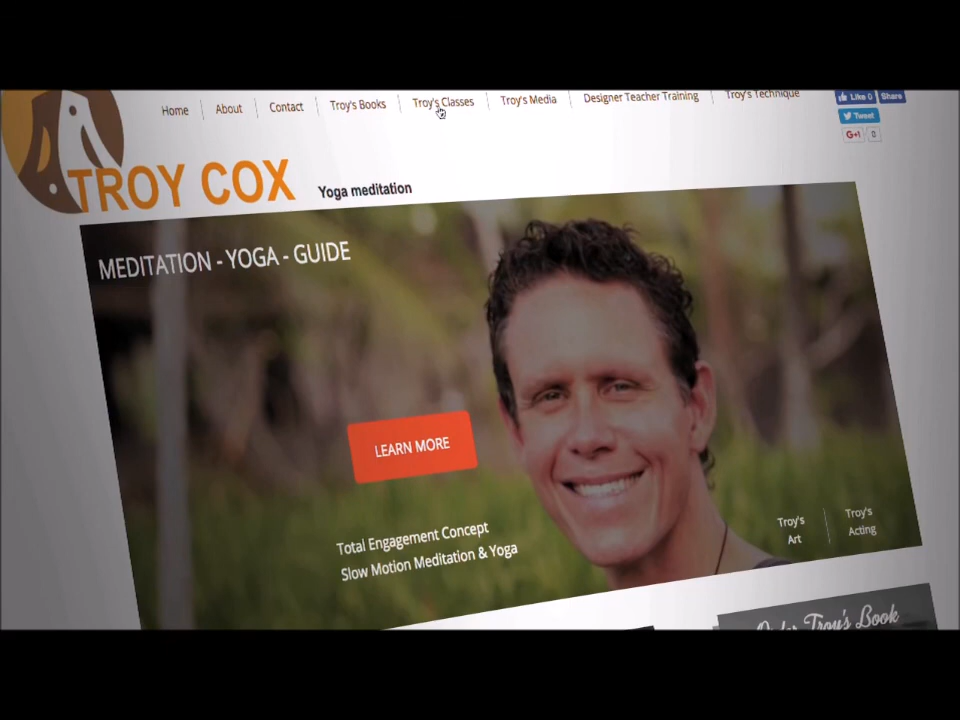 Home
About
Contact
Troy's Books
Troy's Classes
Troy's Media
Designer Teacher Training
Troy's Technique
Like 0
Share
Tweet
G+1
0
TROY COX
Yoga meditation
MEDITATION - YOGA - GUIDE
LEARN MORE
Total Engagement Concept
Slow Motion Meditation & Yoga
Troy's
Art
Troy's
Acting
Order Troy's Book